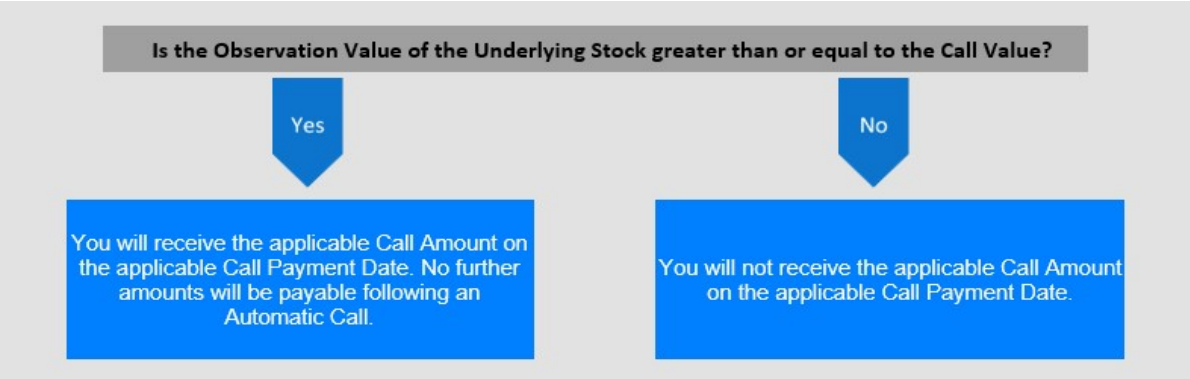 Is the Observation Value of the Underlying Stock greater than or equal to the Call Value?
Yes
No
You will receive the applicable Call Amount on
the applicable Call Payment Date. No further
amounts will be payable following an
Automatic Call.
You will not receive the applicable Call Amount
on the applicable Call Payment Date.